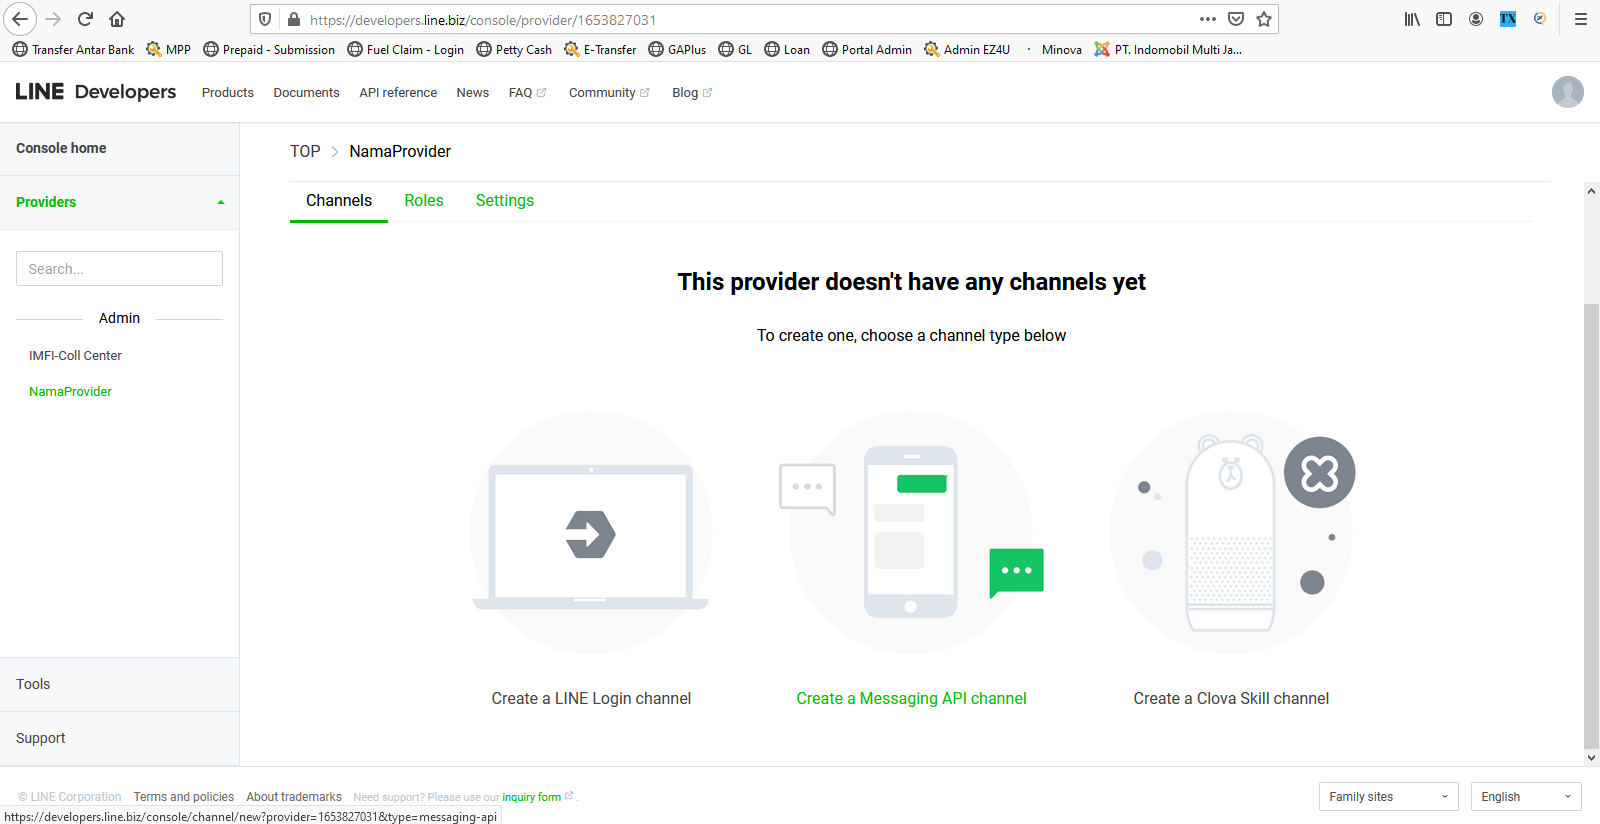 https://developers.line.biz/console/provider/1653827031
Transfer Antar Bank MPP Prepaid - Submission Fuel Claim - Login Petty Cash E-Transfer GAPlus GL Loan Portal Admin Admin EZ4U Minova PT. Indomobil Multi Ja...
LINE Developers Products Documents API reference News FAQ Community Blog
TX
Console home
TOP > NamaProvider
Providers
Channels Roles Settings
Search...
This provider doesn't have any channels yet
Admin
To create one, choose a channel type below
IMFI-Coll Center
NamaProvider
Create a LINE Login channel Create a Messaging API channel Create a Clova Skill channel
Tools
Support
© LINE Corporation Terms and policies About trademarks Need support? Please use our inquiry form .
Family sites English
https://developers.line.biz/console/channel/new?provider=1653827031&type=messaging-api